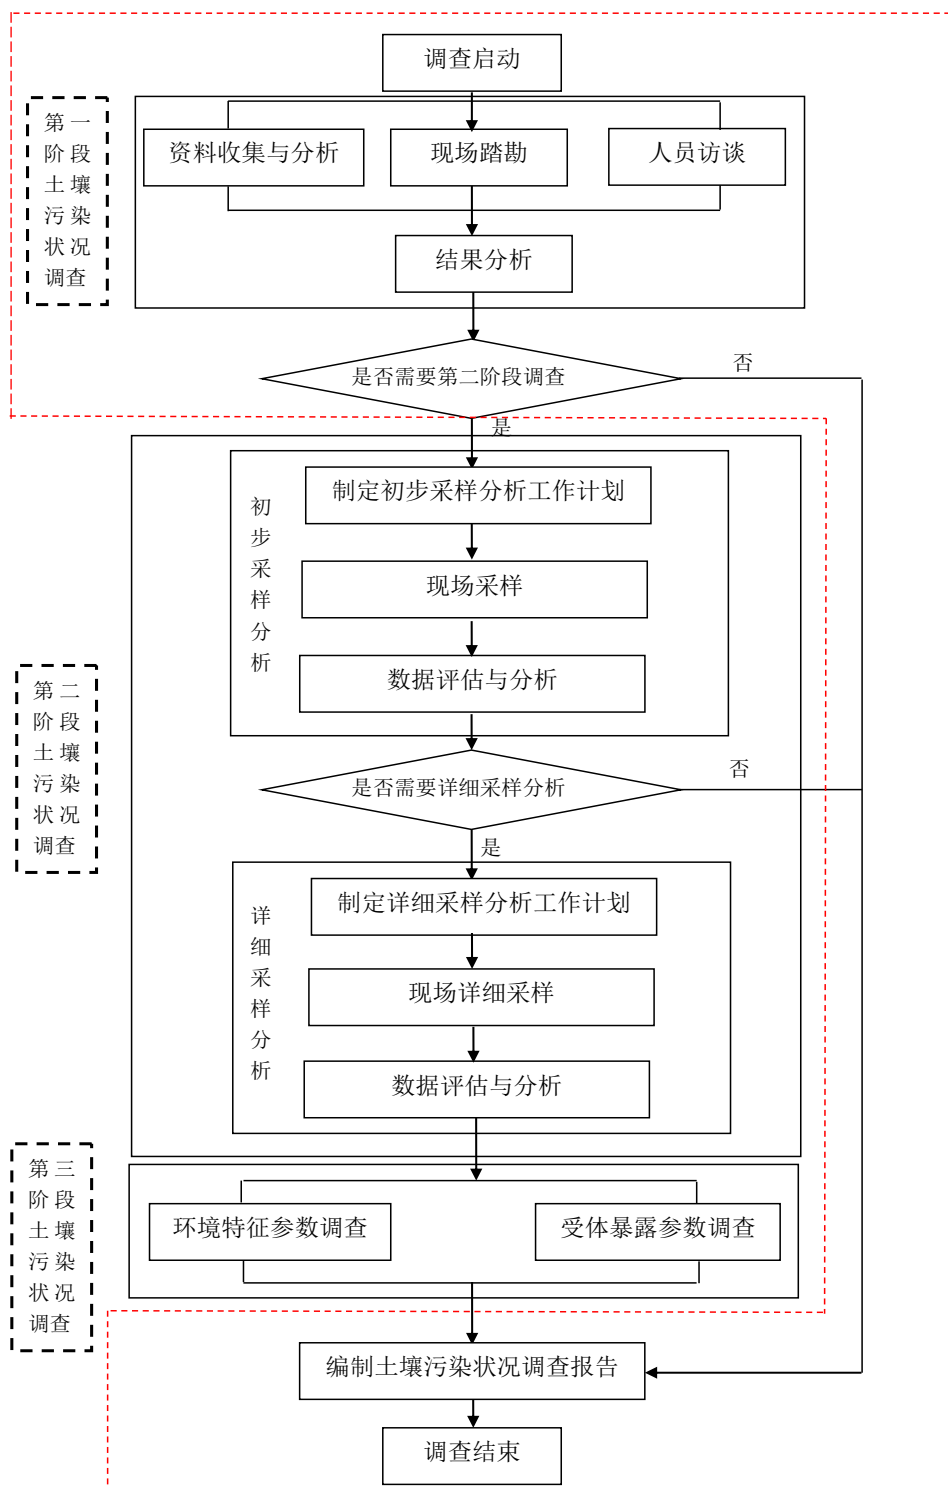 调查启动
第一
阶段
土壤
污染
状况
调查
资料收集与分析
现场踏勘
人员访谈
结果分析
是否需要第二阶段调查
否
是
初
步
采
样
分
析
制定初步采样分析工作计划
现场采样
数据评估与分析
第二
阶段
土壤
污染
状况
调查
是否需要详细采样分析
否
是
详
细
采
样
分
析
制定详细采样分析工作计划
现场详细采样
数据评估与分析
第三
阶段
土壤
污染
状况
调查
环境特征参数调查
受体暴露参数调查
编制土壤污染状况调查报告
调查结束